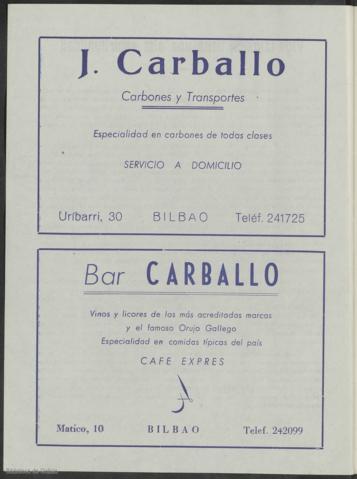 J. Carballo
Carbones y Transportes
Especialidad en carbones de todas clases
SERVICIO A DOMICILIO
Uríbarri, 30 BILBAO Teléf. 241725
Bar CARBALLO
Vinos y licores de las más acreditadas marcas
y el famoso Orujo Gallego
Especialidad en comidas típicas del país
CAFE EXPRES
Matico, 10 BILBAO Telef. 242099